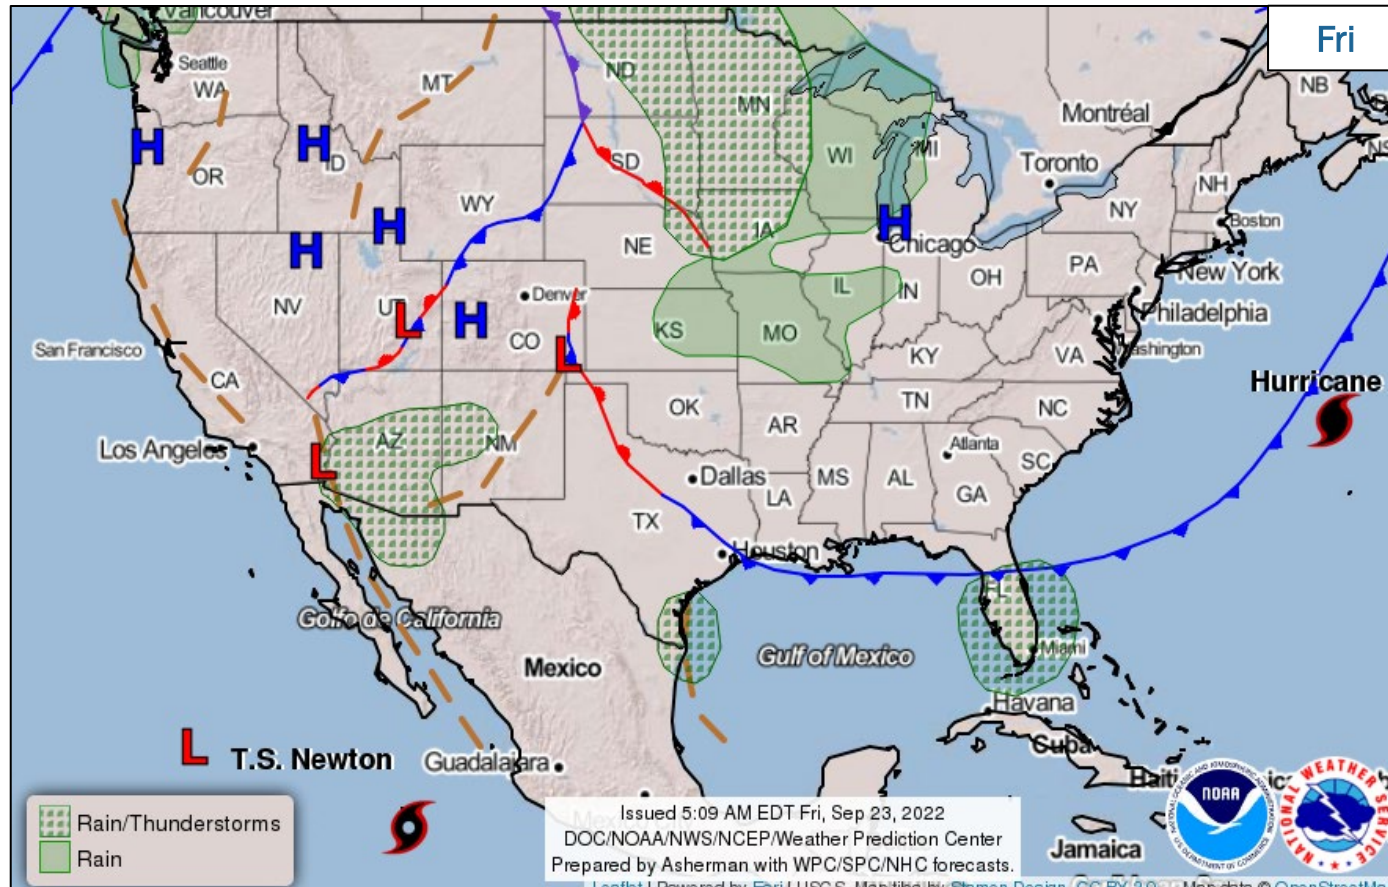 Vancouver
Fri
Seattle
WA
MT
ND
MN
Montréal
NB
OR
ID
SD
WI
MI
Toronto
NH
WY
NY
Boston
IA
NE
Chicago
PA
New York
NV
UT
Denver
IL
IN
OH
Philadelphia
San Francisco
CO
KS
MO
KY
VA
CA
Hurricane
OK
TN
NC
Los Angeles
AZ
NM
AR
Atlanta
SC
Dallas
MS
AL
GA
LA
TX
Houston
FL
Golfo de California
Mexico
Gulf of Mexico
Miami
Havana
Cuba
T.S. Newton
Guadalajara
Jamaica
H
H
H
H
H
H
L
L
L
L
Rain/Thunderstorms
Rain
Issued 5:09 AM EDT Fri, Sep 23, 2022
DOC/NOAA/NWS/NCEP/Weather Prediction Center
Prepared by Asherman with WPC/SPC/NHC forecasts.
NOAA
NATIONAL WEATHER SERVICE